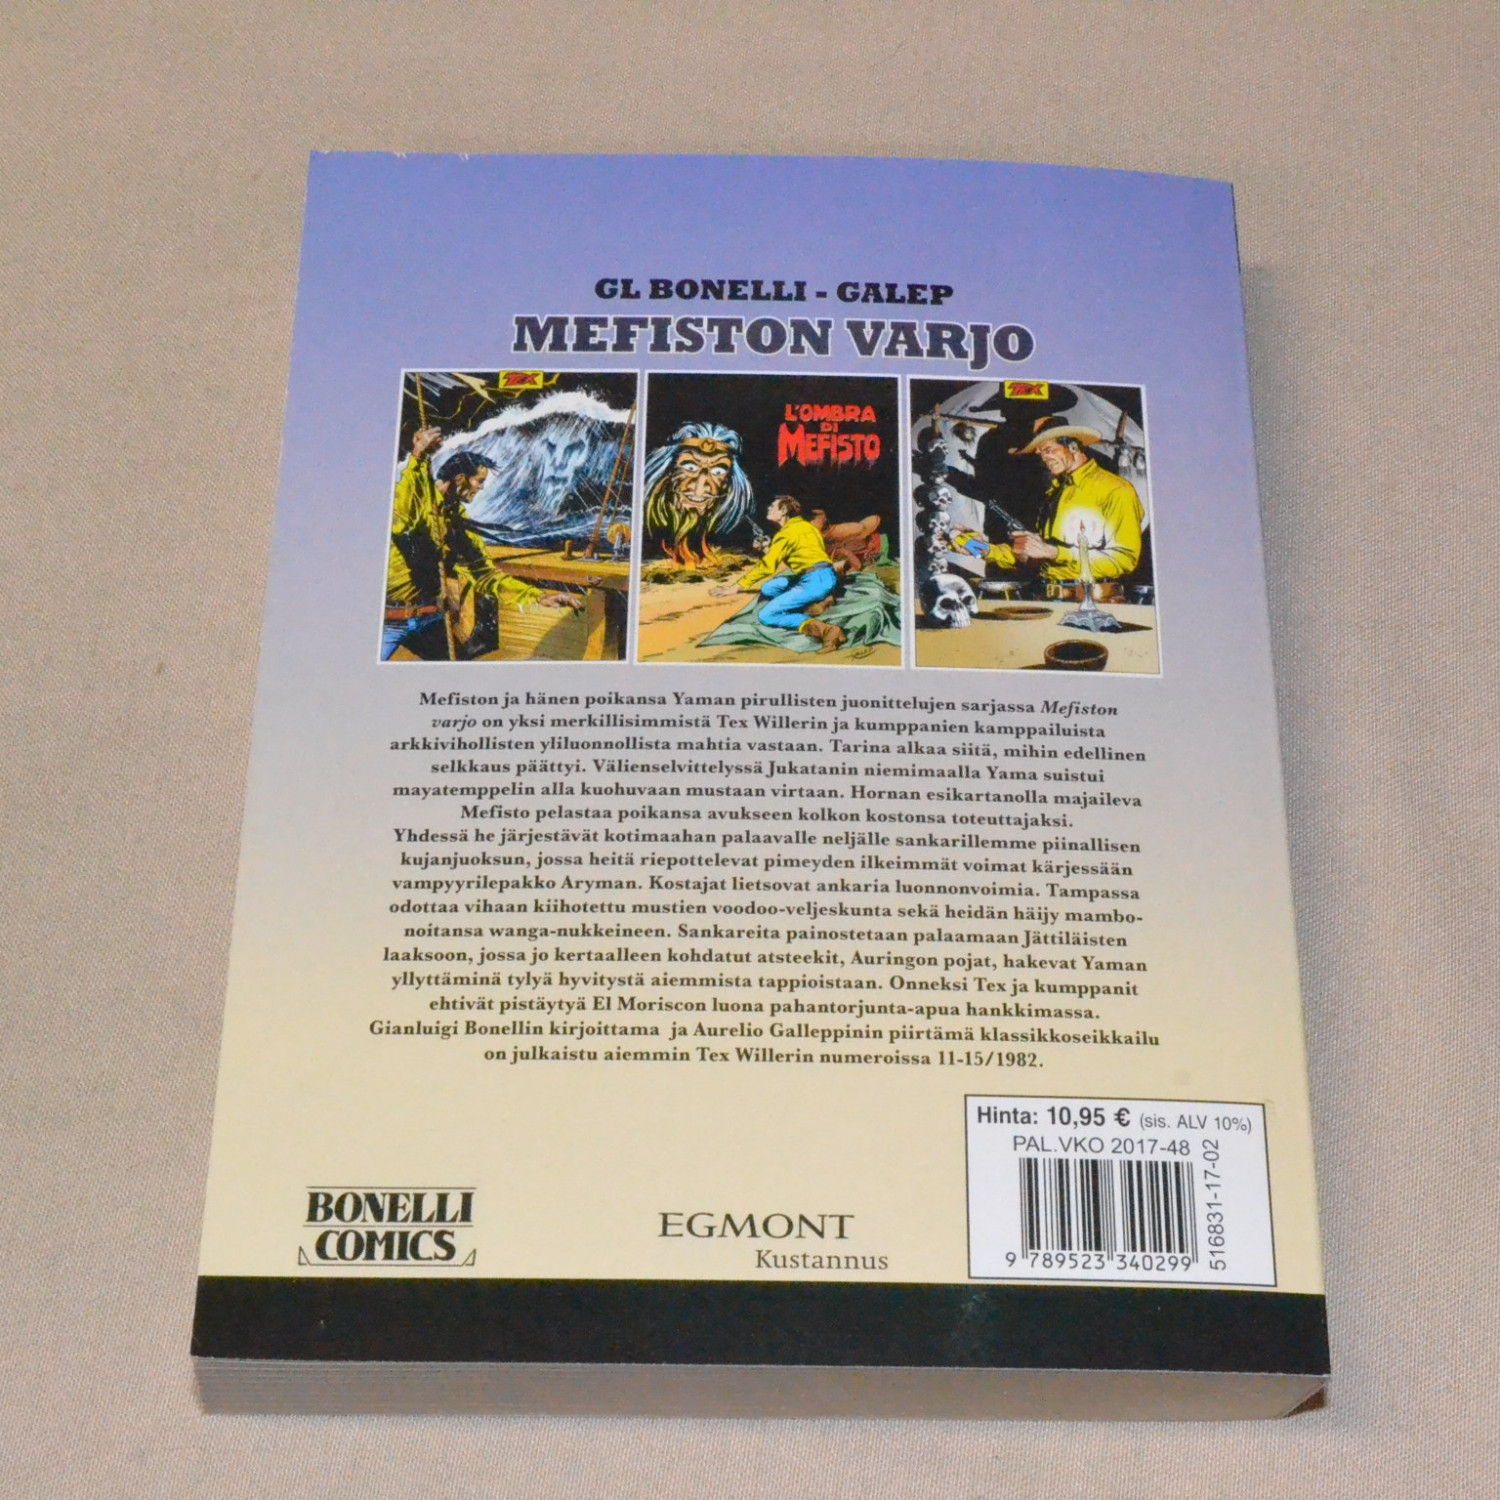 GL BONELLI - GALEP
MEFISTON VARJO
TEX
L'OMBRA
DI
MEFISTO
TEX
Mefiston ja hänen poikansa Yaman pirullisten juonittelujen sarjassa Mefiston
varjo on yksi merkillisimmistä Tex Willerin ja kumppanien kamppailuista
arkkivihollisten yliluonnollista mahtia vastaan. Tarina alkaa siitä, mihin edellinen
selkkaus päättyi. Välienselvittelyssä Jukatanin niemimaalla Yama suistui
mayatemppelin alla kuohuvaan mustaan virtaan. Hornan esikartanolla majaileva
Mefisto pelastaa poikansa avukseen kolkon kostonsa toteuttajaksi.
Yhdessä he järjestävät kotimaahan palaavalle neljälle sankarillemme piinallisen
kujanjuoksun, jossa heitä riepottelevat pimeyden ilkeimmät voimat kärjessään
vampyyrilepakko Aryman. Kostajat lietsovat ankaria luonnonvoimia. Tampassa
odottaa vihaan kiihotettu mustien voodoo-veljeskunta sekä heidän häijy mambo-
noitansa wanga-nukkeineen. Sankareita painostetaan palaamaan Jättiläisten
laaksoon, jossa jo kertaalleen kohdatut atsteekit, Auringon pojat, hakevat Yaman
yllyttäminä tylyä hyvitystä aiemmista tappioistaan. Onneksi Tex ja kumppanit
ehtivät pistäytyä El Moriscon luona pahantorjunta-apua hankkimassa.
Gianluigi Bonellin kirjoittama ja Aurelio Galleppinin piirtämä klassikkoseikkailu
on julkaistu aiemmin Tex Willerin numeroissa 11-15/1982.
Hinta: 10,95 € (sis. ALV 10%)
PAL.VKO 2017-48
516831-17-02
9 789523 340299
BONELLI
COMICS
EGMONT
Kustannus